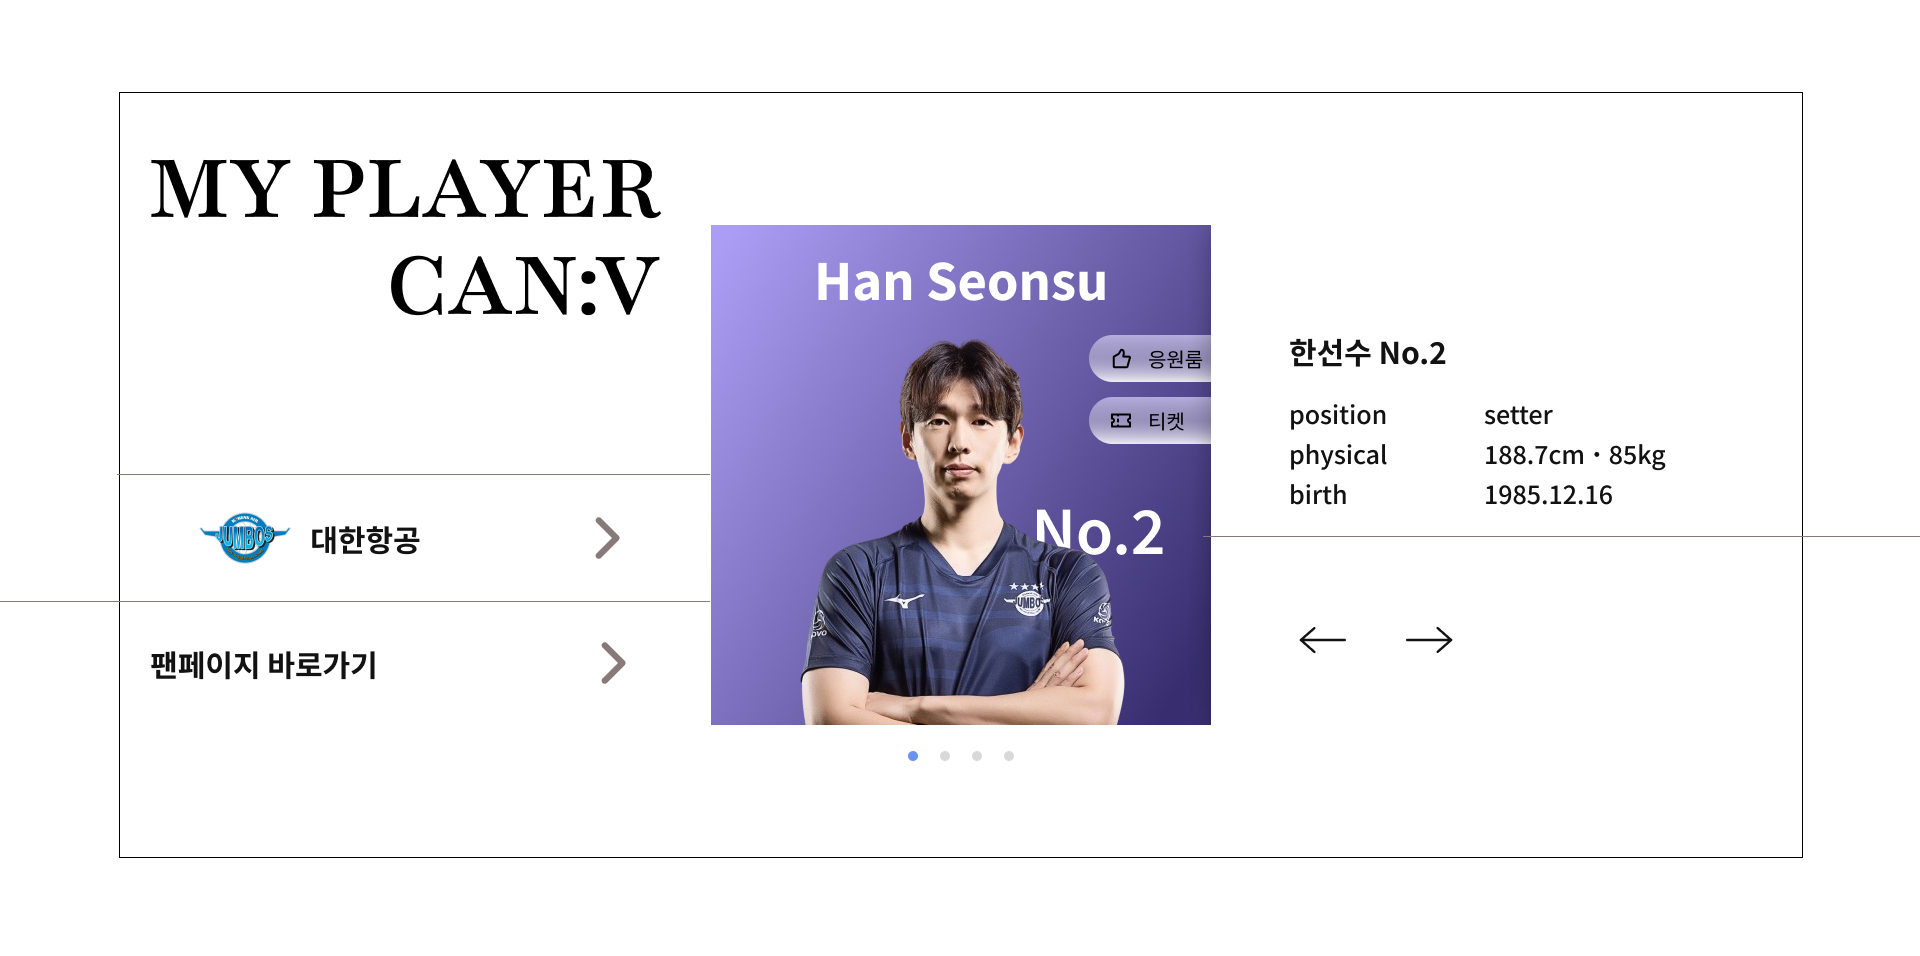 MY PLAYER
CAN:V
JUMBOS
대한항공
팬페이지 바로가기
Han Seonsu
응원룸
티켓
No.2
JUMBOS
한선수 No.2
position setter
physical 188.7cm · 85kg
birth 1985.12.16